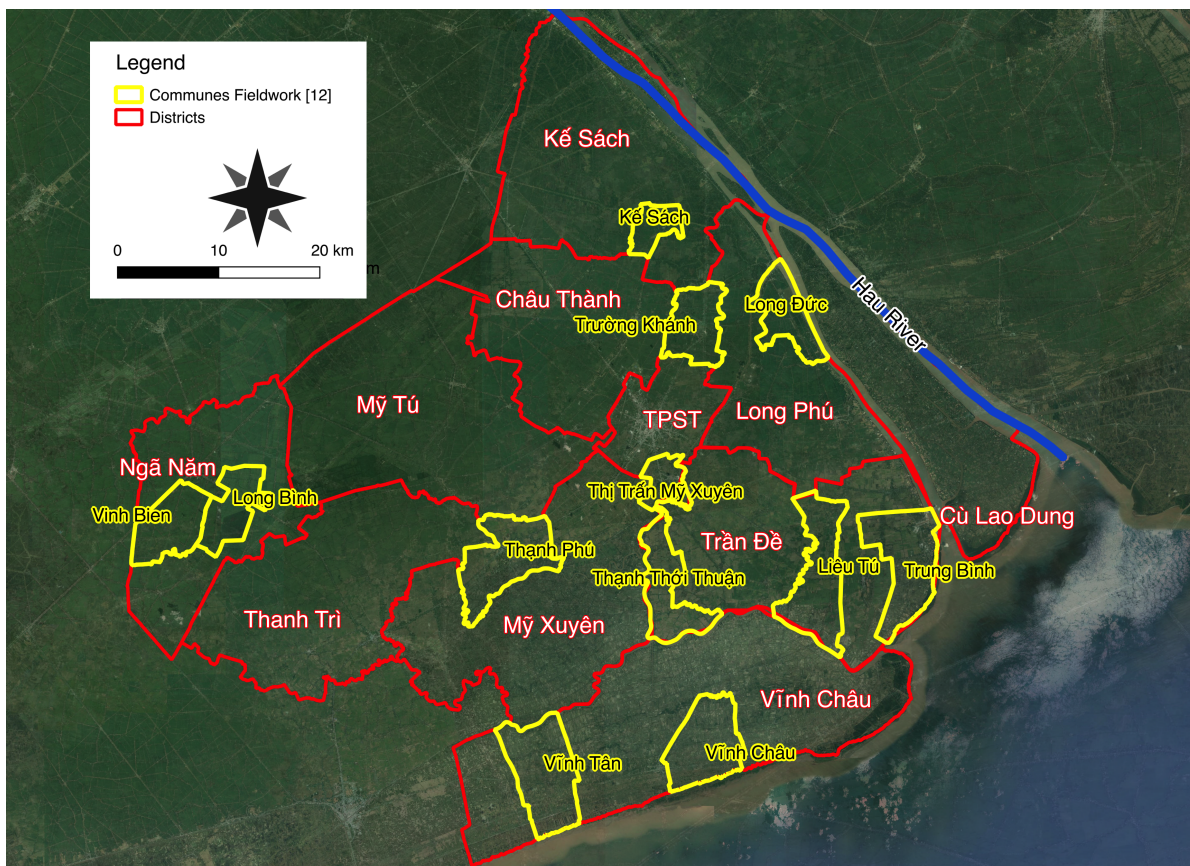 Legend
Communes Fieldwork [12]
Districts
0 10 20 km
m
Kế Sách
Kế Sách
Châu Thành
Trường Khánh
Long Đức
Hau River
Mỹ Tú
TPST
Long Phú
Ngã Năm
Long Bình
Vinh Bien
Thị Trấn Mỹ Xuyên
Cù Lao Dung
Thạnh Phú
Trần Đề
Thạnh Thới Thuận
Liêu Tú
Trung Bình
Thanh Trì
Mỹ Xuyên
Vĩnh Châu
Vĩnh Châu
Vĩnh Tân